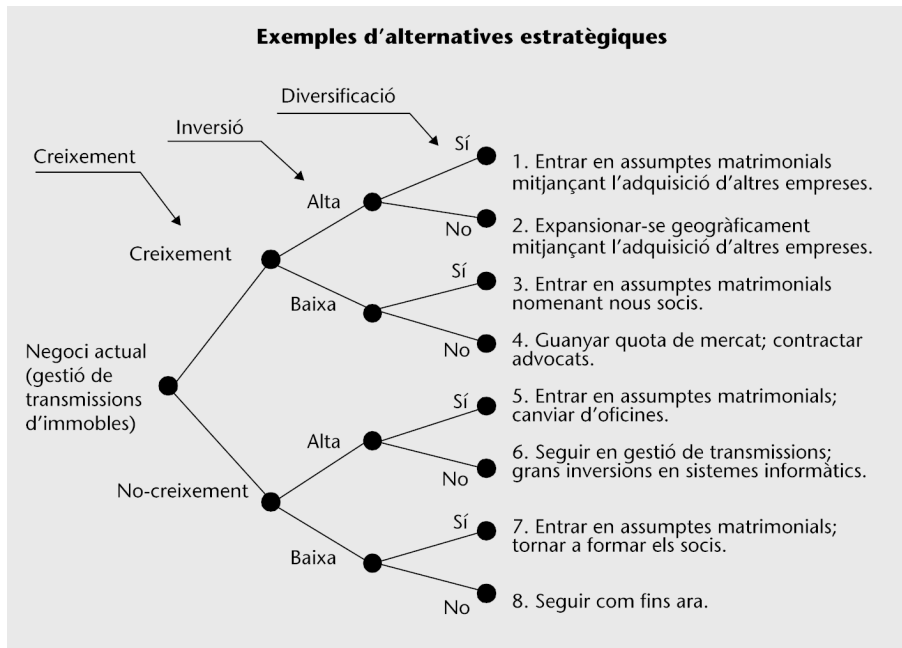 Exemples d’alternatives estratègiques
Diversificació
Inversió
Creixement
Sí
1. Entrar en assumptes matrimonials
mitjançant l’adquisició d’altres empreses.
Alta
No
2. Expansionar-se geogràficament
mitjançant l’adquisició d’altres empreses.
Creixement
Sí
3. Entrar en assumptes matrimonials
nomenant nous socis.
Baixa
No
4. Guanyar quota de mercat; contractar
advocats.
Negoci actual
(gestió de
transmissions
d’immobles)
Sí
5. Entrar en assumptes matrimonials;
canviar d’oficines.
Alta
No
6. Seguir en gestió de transmissions;
grans inversions en sistemes informàtics.
No-creixement
Sí
7. Entrar en assumptes matrimonials;
tornar a formar els socis.
Baixa
No
8. Seguir com fins ara.